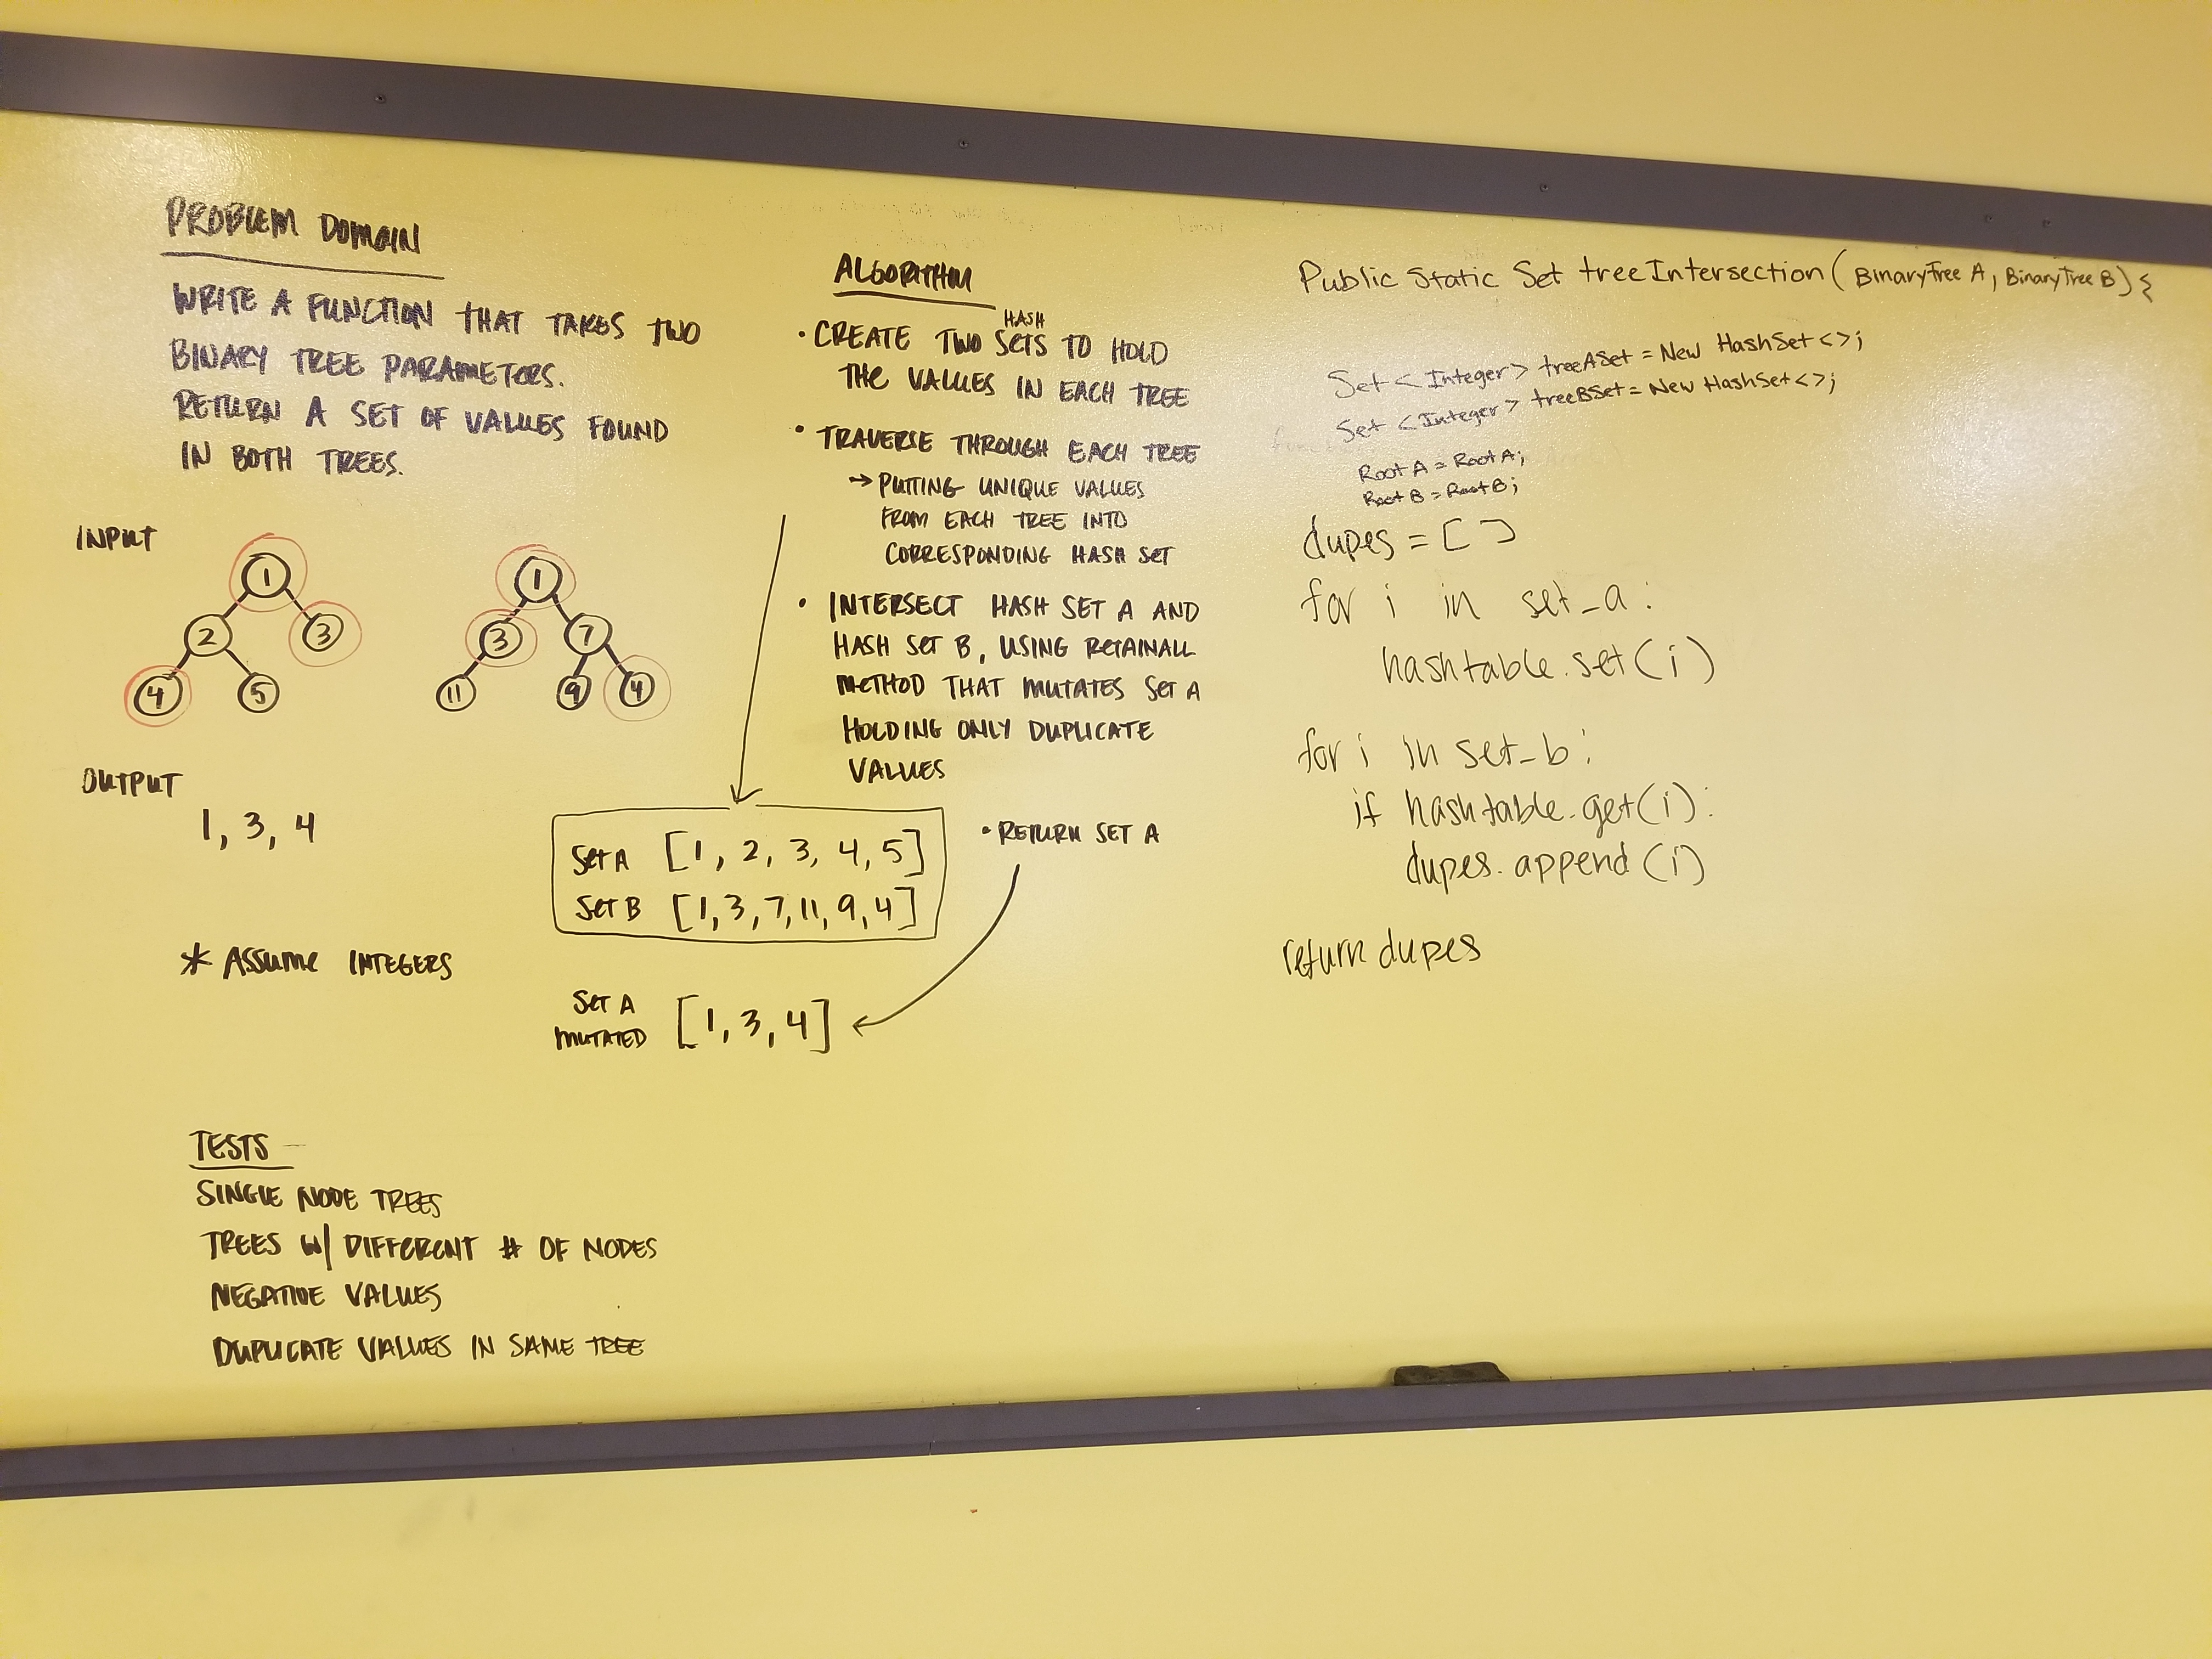 PROBLEM DOMAIN
WRITE A FUNCTION THAT TAKES TWO
BINARY TREE PARAMETERS.
RETURN A SET OF VALUES FOUND
IN BOTH TREES.
INPUT
1
2 3
4 5
1
3 7
11 9 4
OUTPUT
1, 3, 4
* ASSUME INTEGERS
ALGORITHM
HASH
• CREATE TWO SETS TO HOLD
THE VALUES IN EACH TREE
• TRAVERSE THROUGH EACH TREE
→ PUTTING UNIQUE VALUES
FROM EACH TREE INTO
CORRESPONDING HASH SET
• INTERSECT HASH SET A AND
HASH SET B, USING RETAINALL
METHOD THAT MUTATES SET A
HOLDING ONLY DUPLICATE
VALUES
• RETURN SET A
SET A [1, 2, 3, 4, 5]
SET B [1, 3, 7, 11, 9, 4]
SET A
MUTATED [1, 3, 4]
TESTS
SINGLE NODE TREES
TREES W/ DIFFERENT # OF NODES
NEGATIVE VALUES
DUPLICATE VALUES IN SAME TREE
Public Static Set treeIntersection (BinaryTree A, BinaryTree B) {
Set <Integer> treeASet = New HashSet<>;
Set <Integer> treeBSet = New HashSet<>;
Root A = Root A;
Root B = Root B;
dupes = []
for i in set_a:
hashtable.set(i)
for i in set_b:
if hashtable.get(i):
dupes.append(i)
return dupes